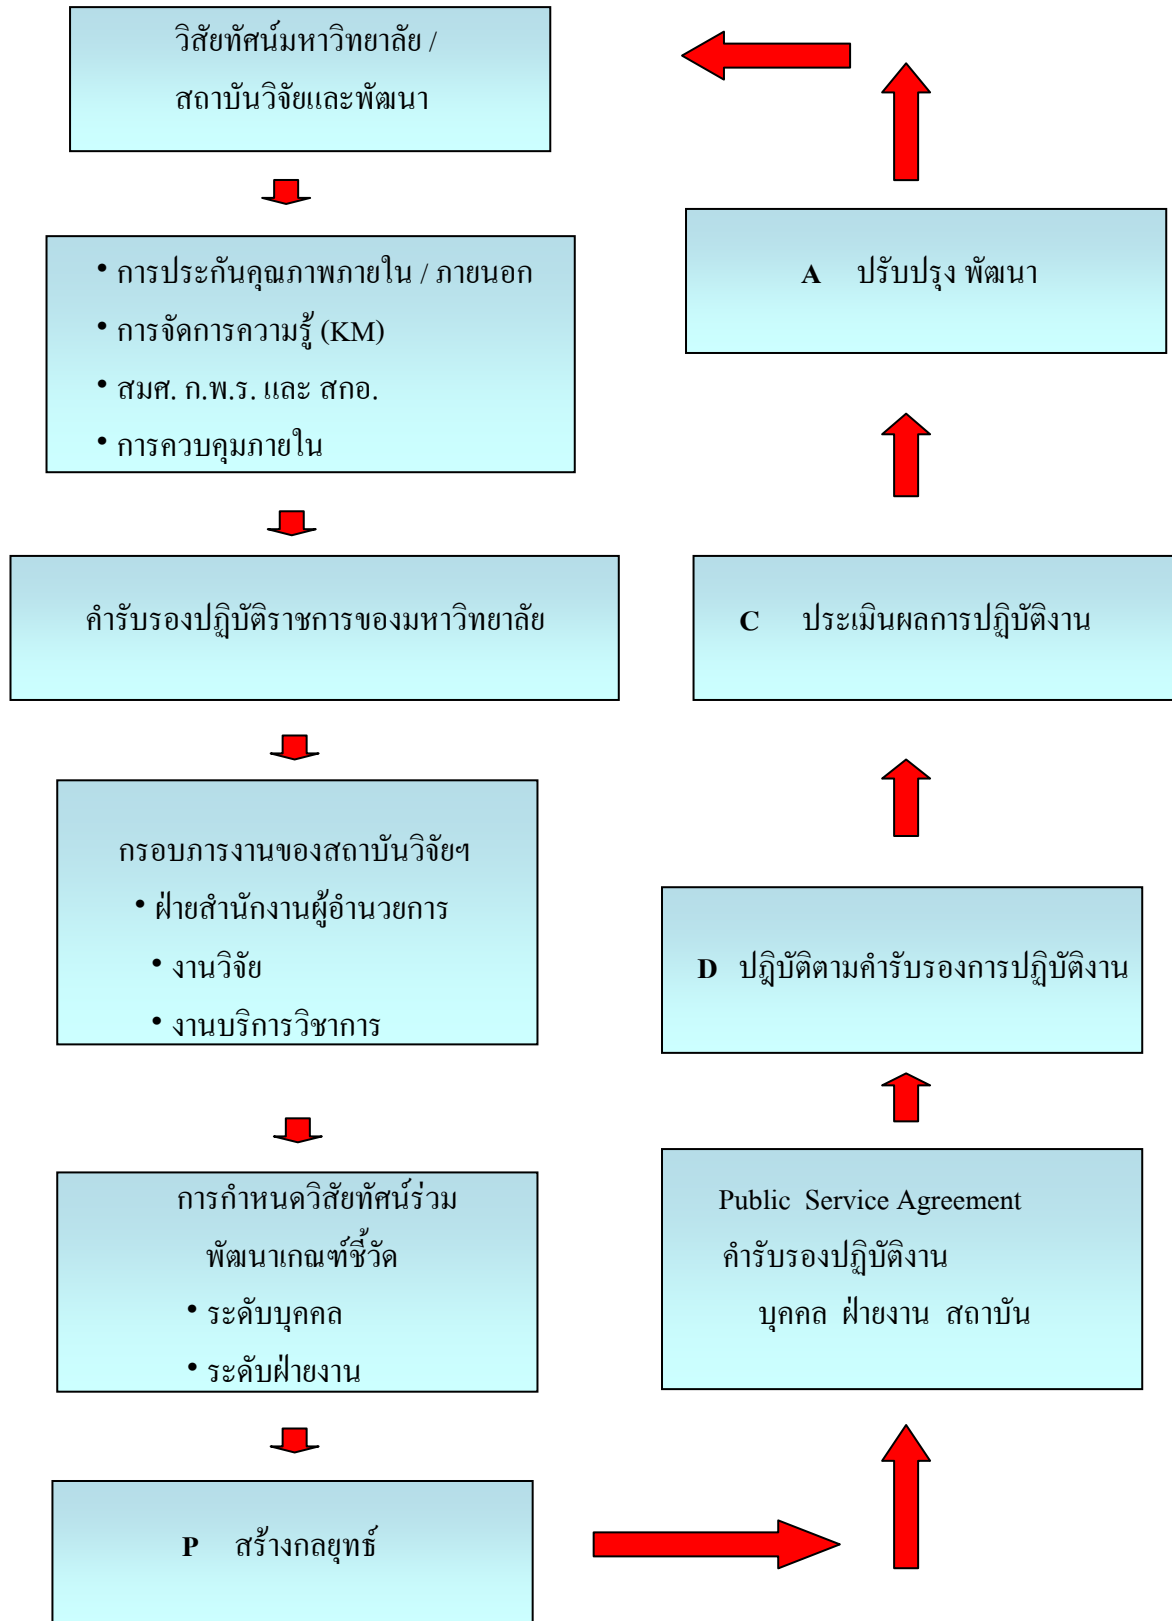 วิสัยทัศน์มหาวิทยาลัย /
สถาบันวิจัยและพัฒนา
• การประกันคุณภาพภายใน / ภายนอก
• การจัดการความรู้ (KM)
• สมศ. ก.พ.ร. และ สกอ.
• การควบคุมภายใน
คำรับรองปฏิบัติราชการของมหาวิทยาลัย
กรอบภารงานของสถาบันวิจัยฯ
• ฝ่ายสำนักงานผู้อำนวยการ
• งานวิจัย
• งานบริการวิชาการ
การกำหนดวิสัยทัศน์ร่วม
พัฒนาเกณฑ์ชี้วัด
• ระดับบุคคล
• ระดับฝ่ายงาน
P สร้างกลยุทธ์
Public Service Agreement
คำรับรองปฏิบัติงาน
บุคคล ฝ่ายงาน สถาบัน
D ปฎิบัติตามคำรับรองการปฏิบัติงาน
C ประเมินผลการปฏิบัติงาน
A ปรับปรุง พัฒนา